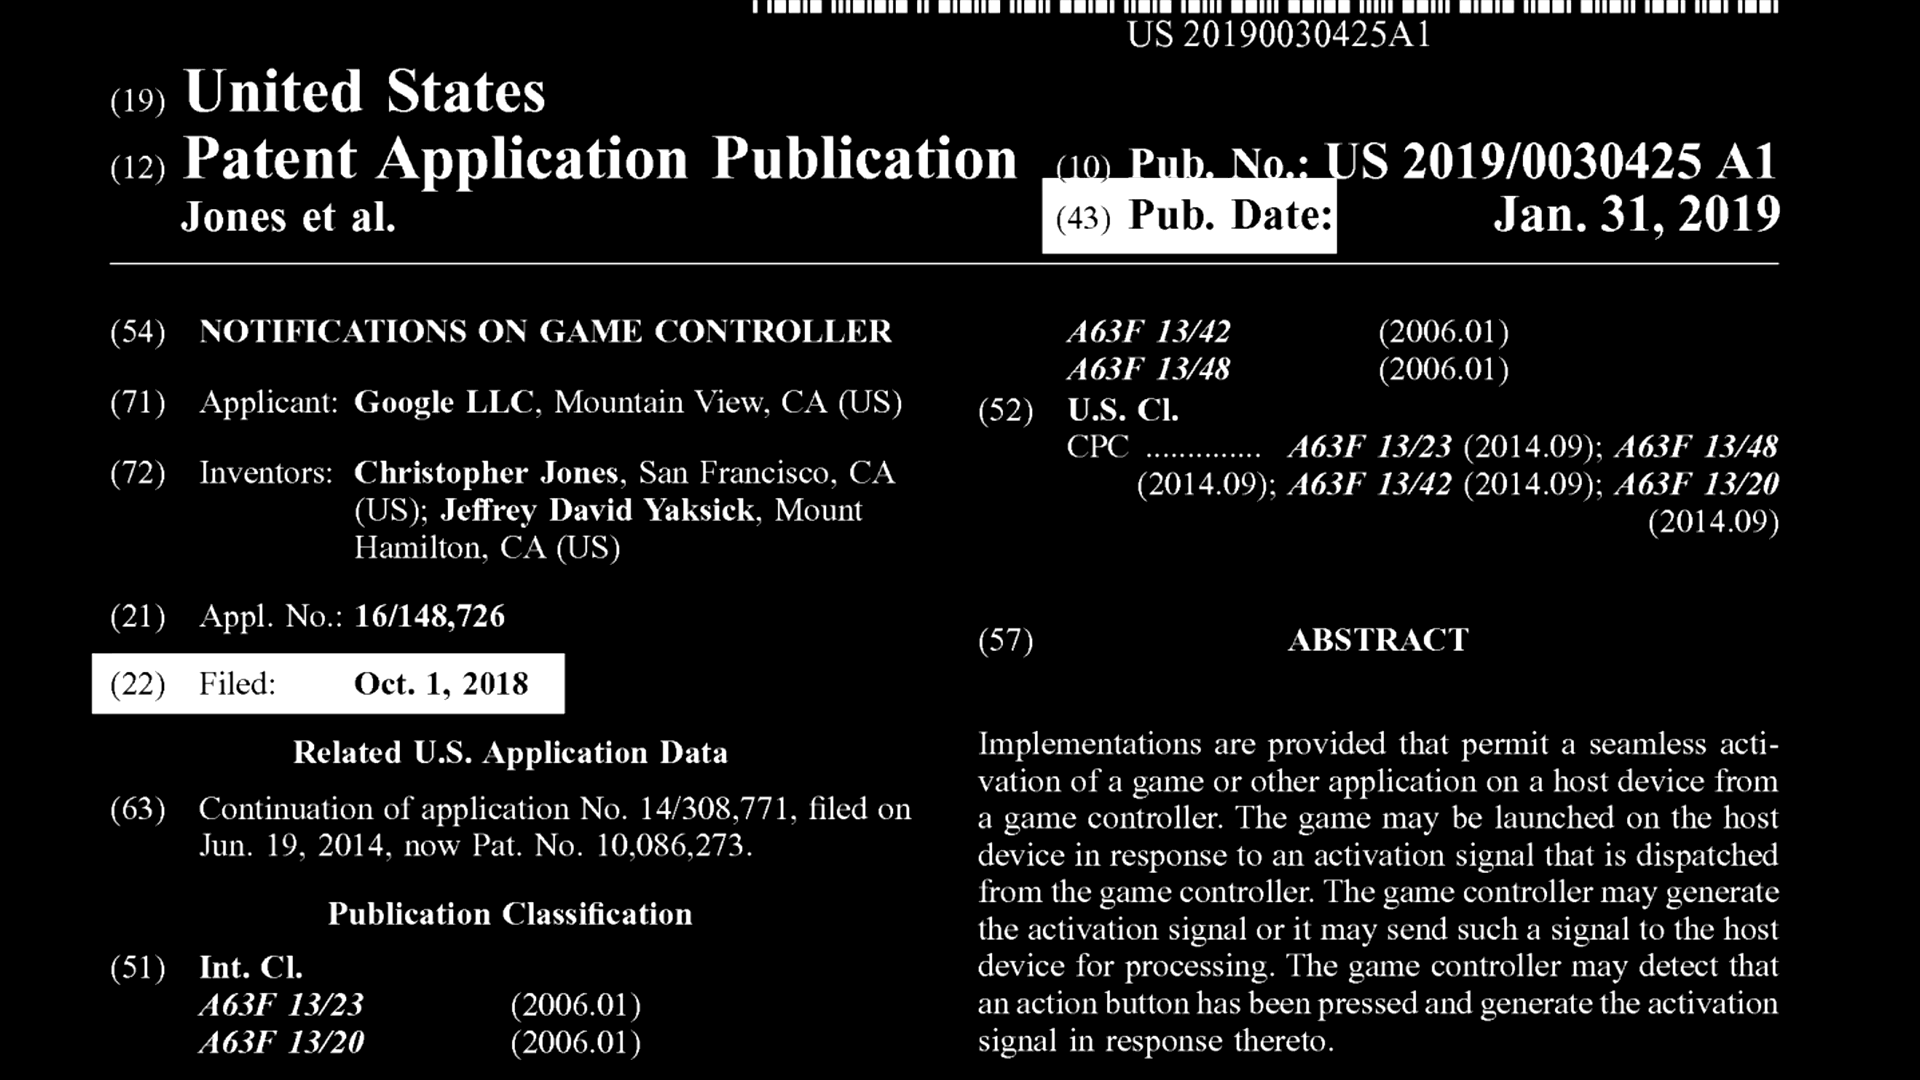 US 20190030425A1
(19) United States
(12) Patent Application Publication
Jones et al.
(10) Pub. No.: US 2019/0030425 A1
(43) Pub. Date: Jan. 31, 2019
(54) NOTIFICATIONS ON GAME CONTROLLER
(71) Applicant: Google LLC, Mountain View, CA (US)
(72) Inventors: Christopher Jones, San Francisco, CA
(US); Jeffrey David Yaksick, Mount
Hamilton, CA (US)
(21) Appl. No.: 16/148,726
(22) Filed: Oct. 1, 2018
Related U.S. Application Data
(63) Continuation of application No. 14/308,771, filed on
Jun. 19, 2014, now Pat. No. 10,086,273.
Publication Classification
(51) Int. Cl.
A63F 13/23 (2006.01)
A63F 13/20 (2006.01)
A63F 13/42 (2006.01)
A63F 13/48 (2006.01)
(52) U.S. Cl.
CPC ............. A63F 13/23 (2014.09); A63F 13/48
(2014.09); A63F 13/42 (2014.09); A63F 13/20
(2014.09)
(57) ABSTRACT
Implementations are provided that permit a seamless acti-
vation of a game or other application on a host device from
a game controller. The game may be launched on the host
device in response to an activation signal that is dispatched
from the game controller. The game controller may generate
the activation signal or it may send such a signal to the host
device for processing. The game controller may detect that
an action button has been pressed and generate the activation
signal in response thereto.